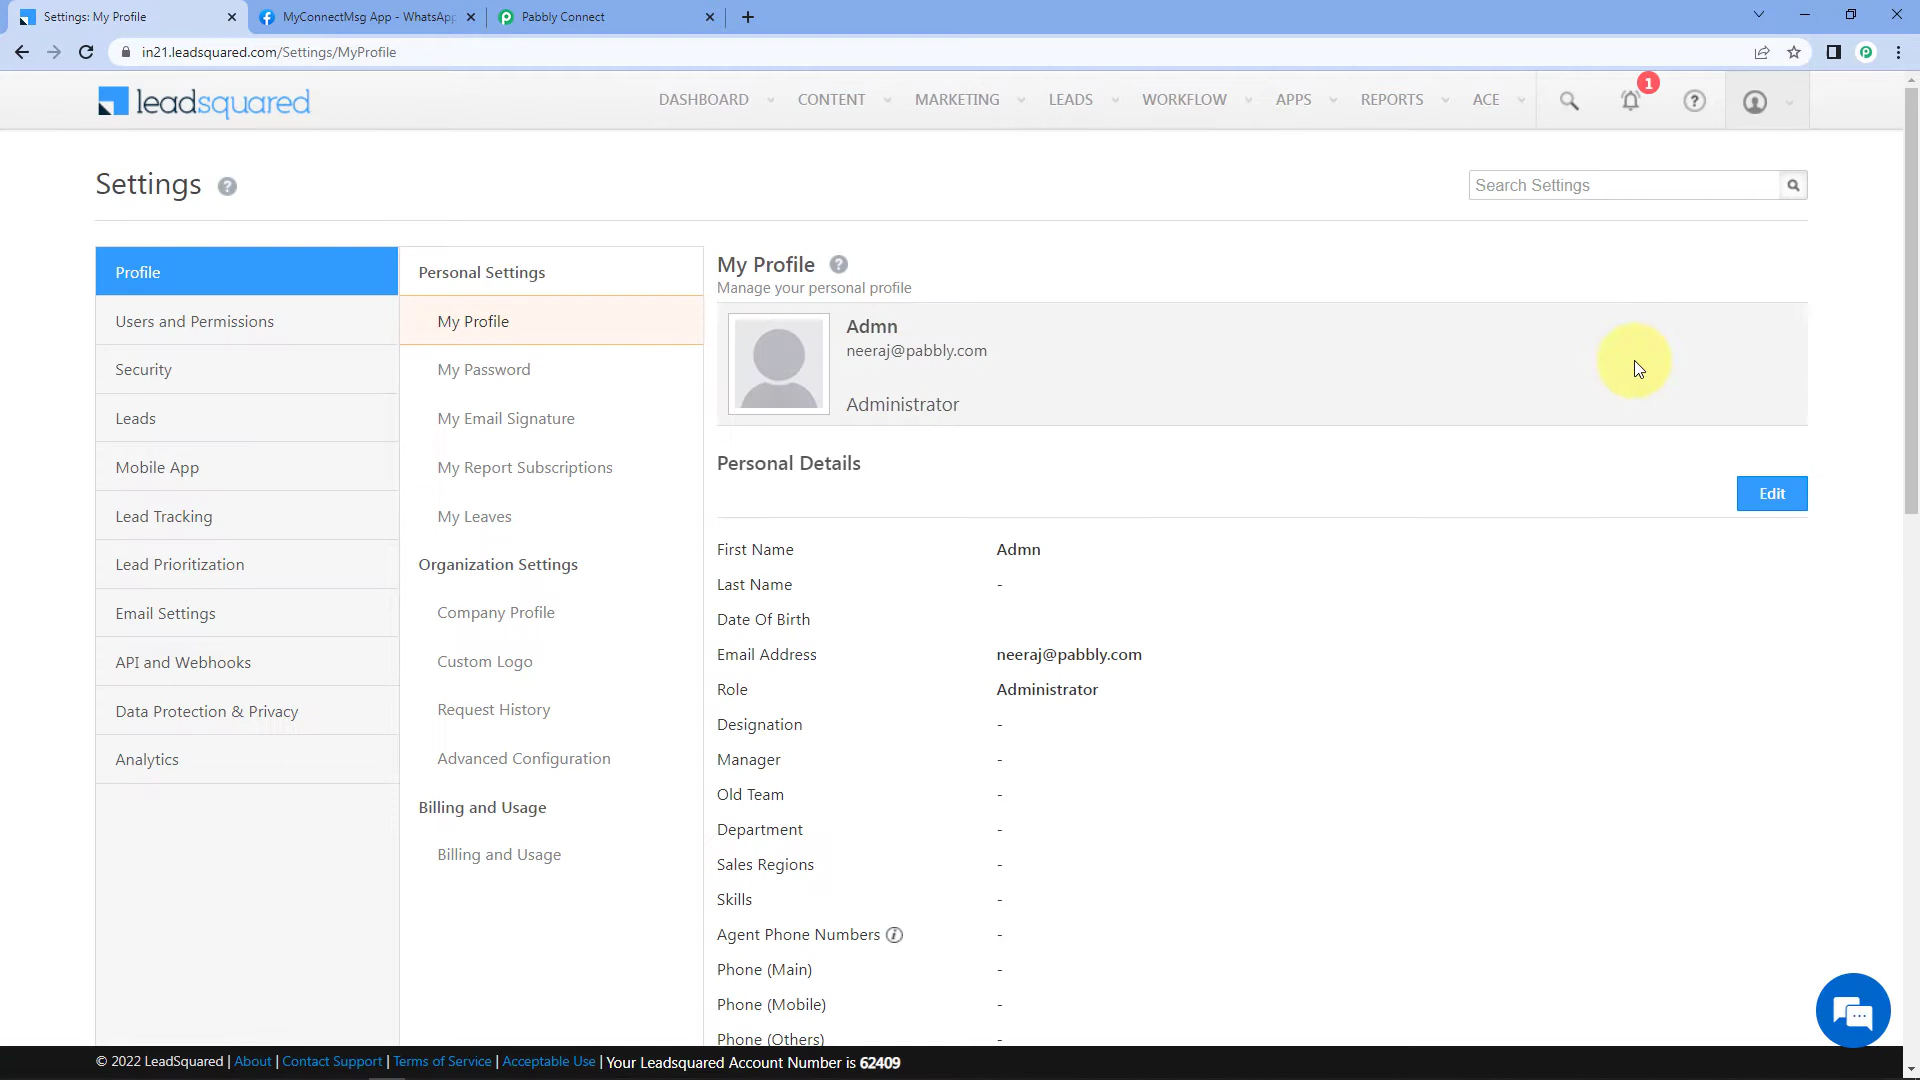 Settings: My Profile
MyConnectMsg App - WhatsApp
Pabbly Connect
in21.leadsquared.com/Settings/MyProfile
leadsquared
DASHBOARD
CONTENT
MARKETING
LEADS
WORKFLOW
APPS
REPORTS
ACE
1
Settings
Search Settings
Profile
Users and Permissions
Security
Leads
Mobile App
Lead Tracking
Lead Prioritization
Email Settings
API and Webhooks
Data Protection & Privacy
Analytics
Personal Settings
My Profile
My Password
My Email Signature
My Report Subscriptions
My Leaves
Organization Settings
Company Profile
Custom Logo
Request History
Advanced Configuration
Billing and Usage
Billing and Usage
My Profile
Manage your personal profile
Admn
neeraj@pabbly.com
Administrator
Personal Details
Edit
First Name Admn
Last Name -
Date Of Birth
Email Address neeraj@pabbly.com
Role Administrator
Designation -
Manager -
Old Team -
Department -
Sales Regions -
Skills -
Agent Phone Numbers -
Phone (Main) -
Phone (Mobile) -
Phone (Others) -
© 2022 LeadSquared | About | Contact Support | Terms of Service | Acceptable Use | Your Leadsquared Account Number is 62409